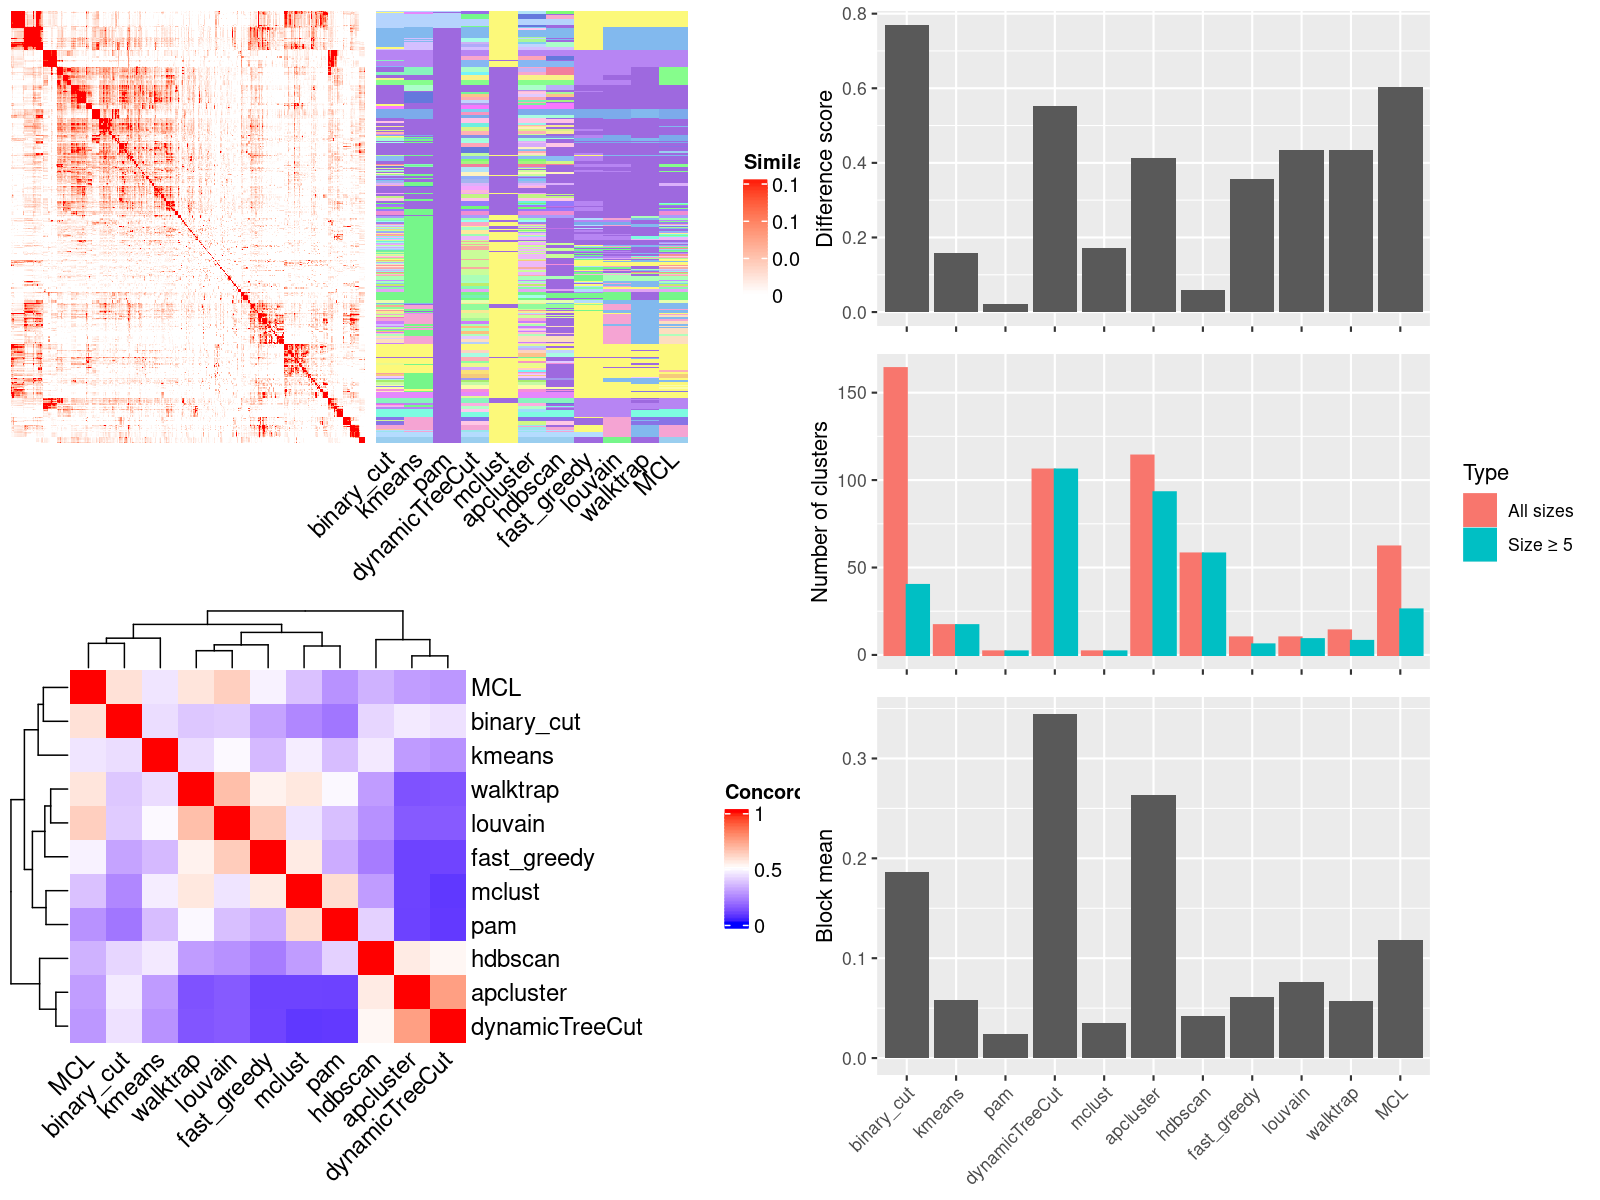 Simila
0.1
0.1
0.0
0
binary_cut
kmeans
pam
dynamicTreeCut
mclust
apcluster
hdbscan
fast_greedy
louvain
walktrap
MCL
MCL
binary_cut
kmeans
walktrap
louvain
fast_greedy
mclust
pam
hdbscan
apcluster
dynamicTreeCut
MCL
binary_cut
kmeans
walktrap
louvain
fast_greedy
mclust
pam
hdbscan
apcluster
dynamicTreeCut
Concord
1
0.5
0
Difference score
0.8
0.6
0.4
0.2
0.0
Number of clusters
150
100
50
0
Type
All sizes
Size ≥ 5
Block mean
0.3
0.2
0.1
0.0
binary_cut
kmeans
pam
dynamicTreeCut
mclust
apcluster
hdbscan
fast_greedy
louvain
walktrap
MCL